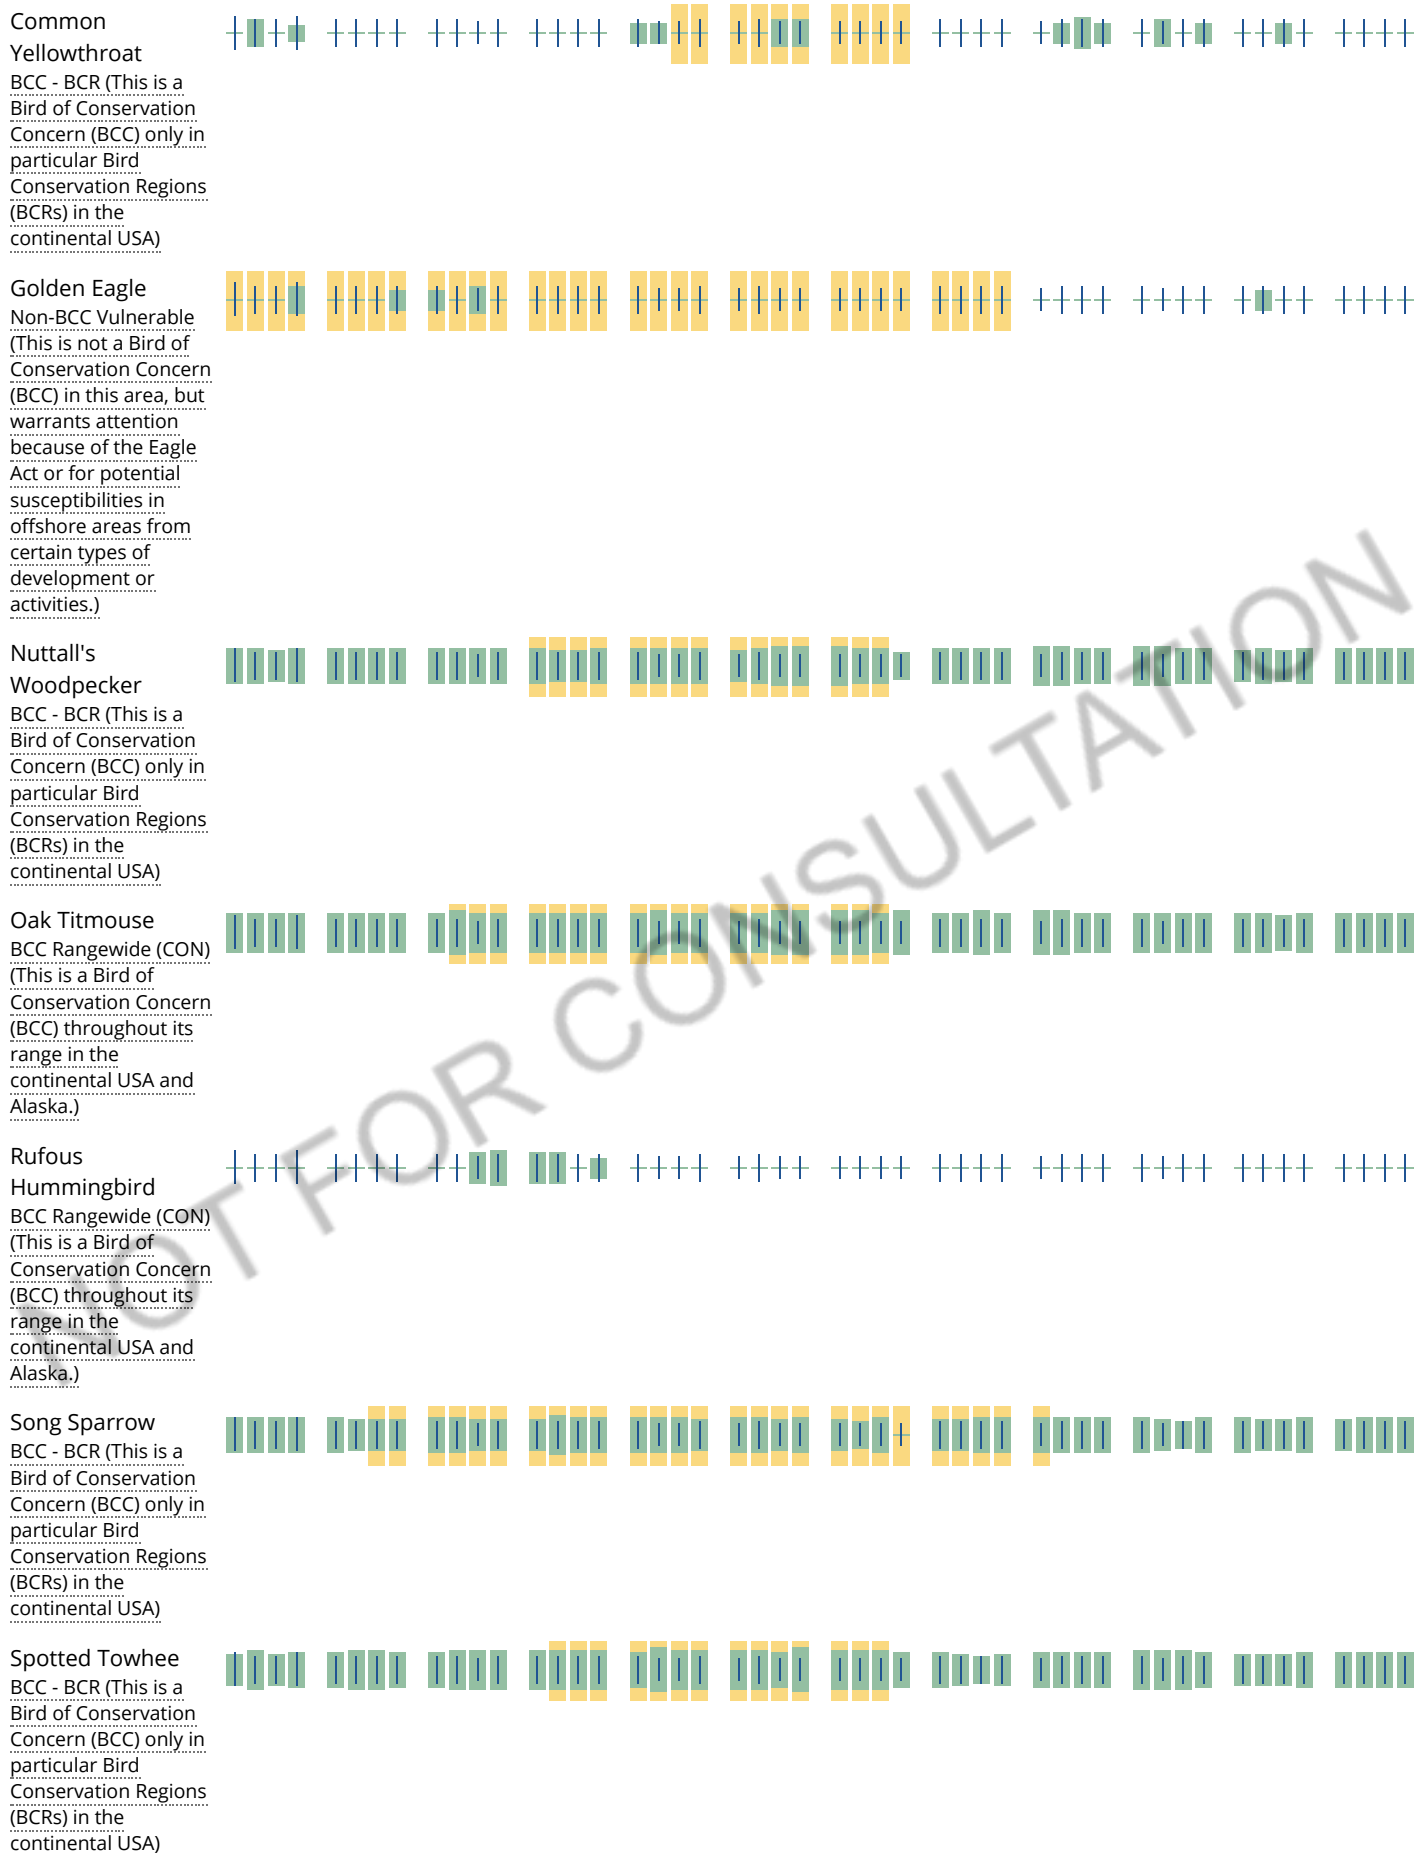 Common
Yellowthroat
BCC - BCR (This is a
Bird of Conservation
Concern (BCC) only in
particular Bird
Conservation Regions
(BCRs) in the
continental USA)
Golden Eagle
Non-BCC Vulnerable
(This is not a Bird of
Conservation Concern
(BCC) in this area, but
warrants attention
because of the Eagle
Act or for potential
susceptibilities in
offshore areas from
certain types of
development or
activities.)
Nuttall's
Woodpecker
BCC - BCR (This is a
Bird of Conservation
Concern (BCC) only in
particular Bird
Conservation Regions
(BCRs) in the
continental USA)
Oak Titmouse
BCC Rangewide (CON)
(This is a Bird of
Conservation Concern
(BCC) throughout its
range in the
continental USA and
Alaska.)
Rufous
Hummingbird
BCC Rangewide (CON)
(This is a Bird of
Conservation Concern
(BCC) throughout its
range in the
continental USA and
Alaska.)
Song Sparrow
BCC - BCR (This is a
Bird of Conservation
Concern (BCC) only in
particular Bird
Conservation Regions
(BCRs) in the
continental USA)
Spotted Towhee
BCC - BCR (This is a
Bird of Conservation
Concern (BCC) only in
particular Bird
Conservation Regions
(BCRs) in the
continental USA)
NOT FOR CONSULTATION